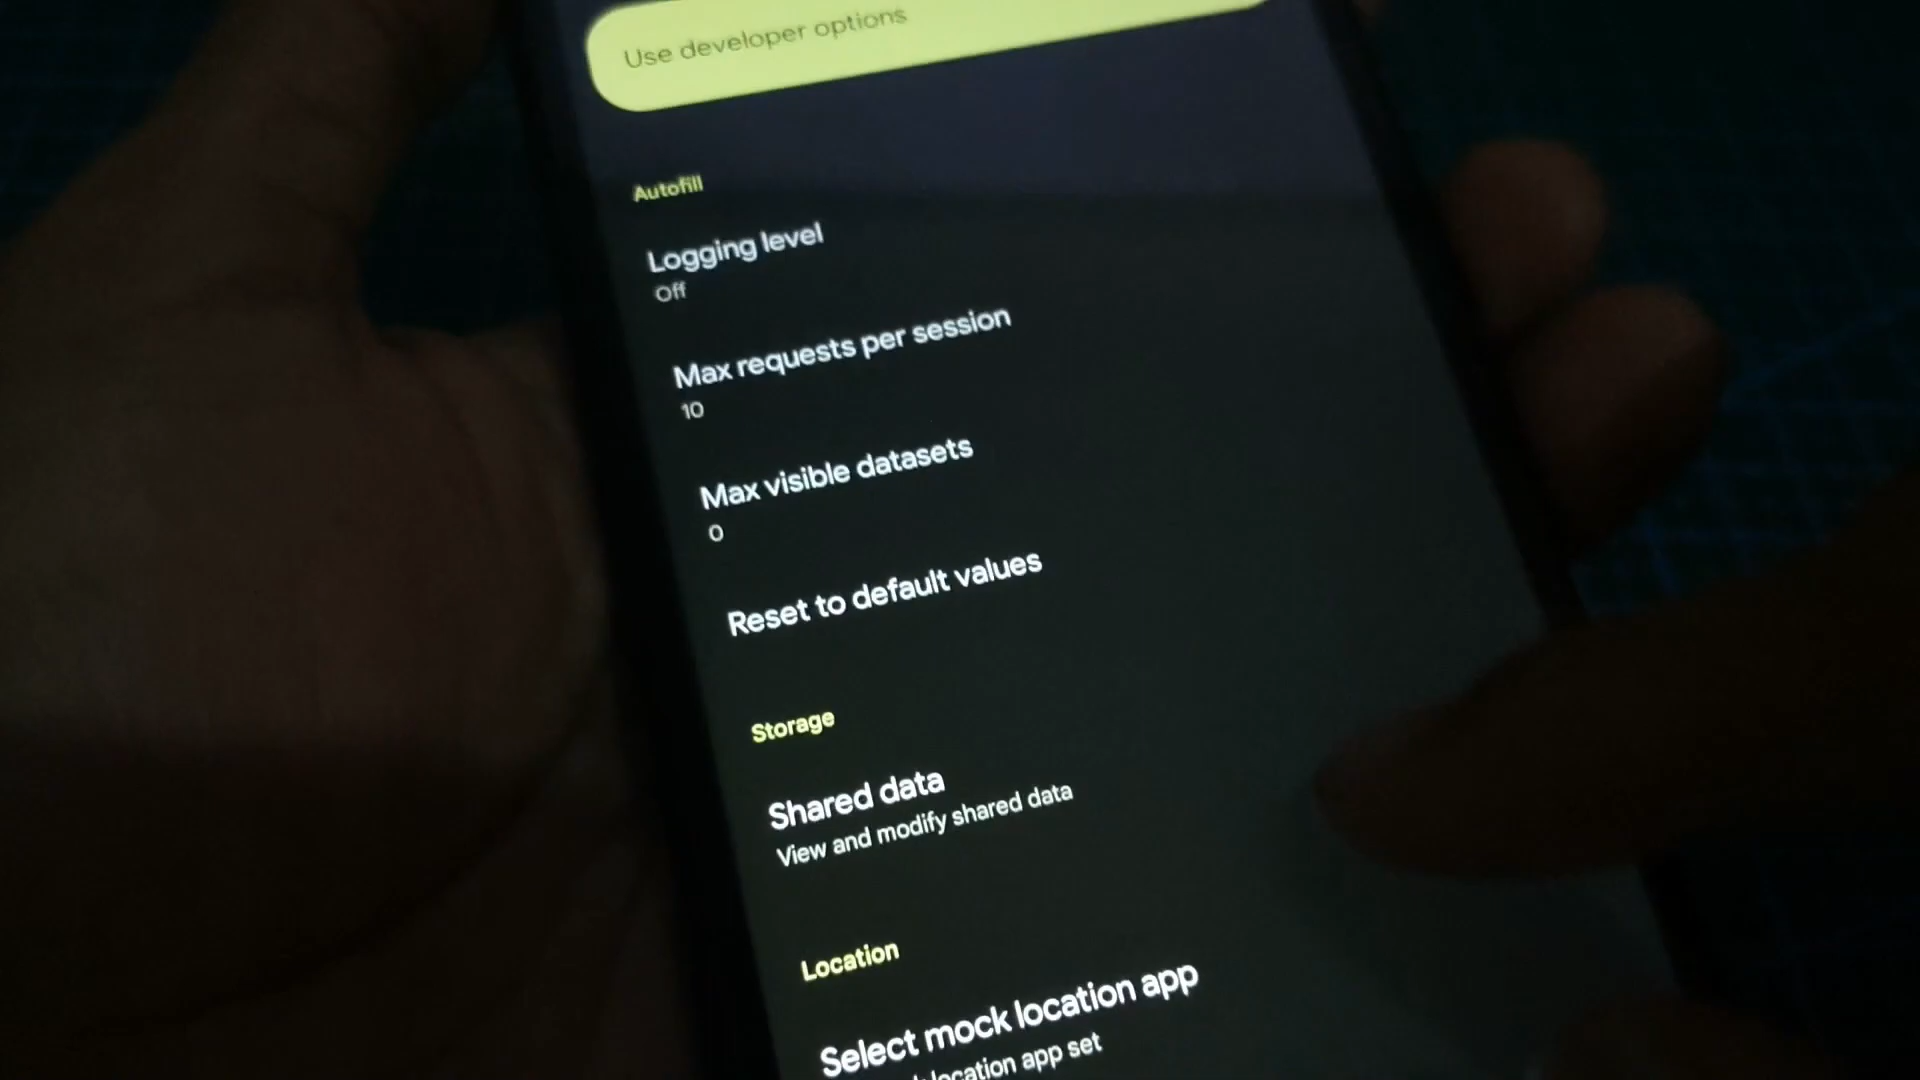 Use developer options
Autofill
Logging level
Off
Max requests per session
10
Max visible datasets
0
Reset to default values
Storage
Shared data
View and modify shared data
Location
Select mock location app
location app set